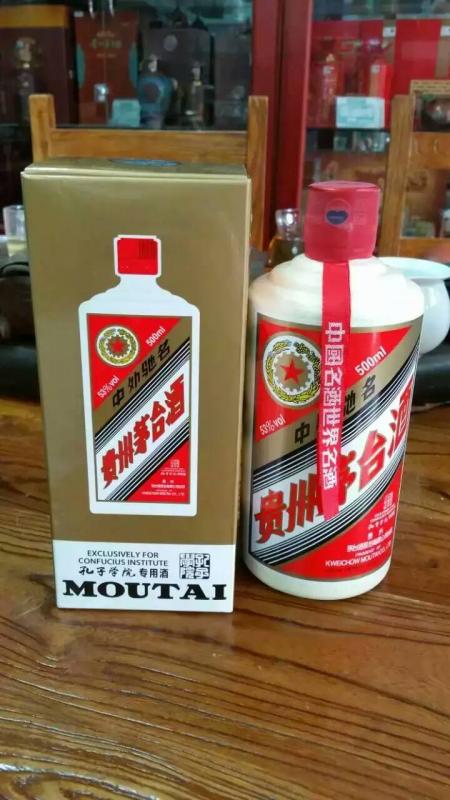 53%vol
500ml
中外驰名
贵州茅台酒
EXCLUSIVELY FOR
CONFUCIUS INSTITUTE
孔子学院专用酒
MOUTAI
中國名酒世界名酒
500ml
53%vol
中外驰名
贵州茅台酒
KWEICHOW MOUTAI CO.,